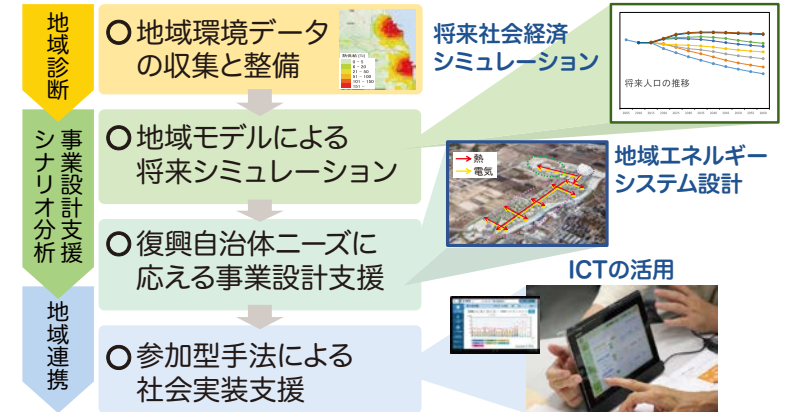 地域診断
事業設計支援
シナリオ分析
地域連携
地域環境データ
の収集と整備
地域モデルによる
将来シミュレーション
復興自治体ニーズに
応える事業設計支援
参加型手法による
社会実装支援
将来社会経済
シミュレーション
将来人口の推移
熱
電気
地域エネルギー
システム設計
ICTの活用